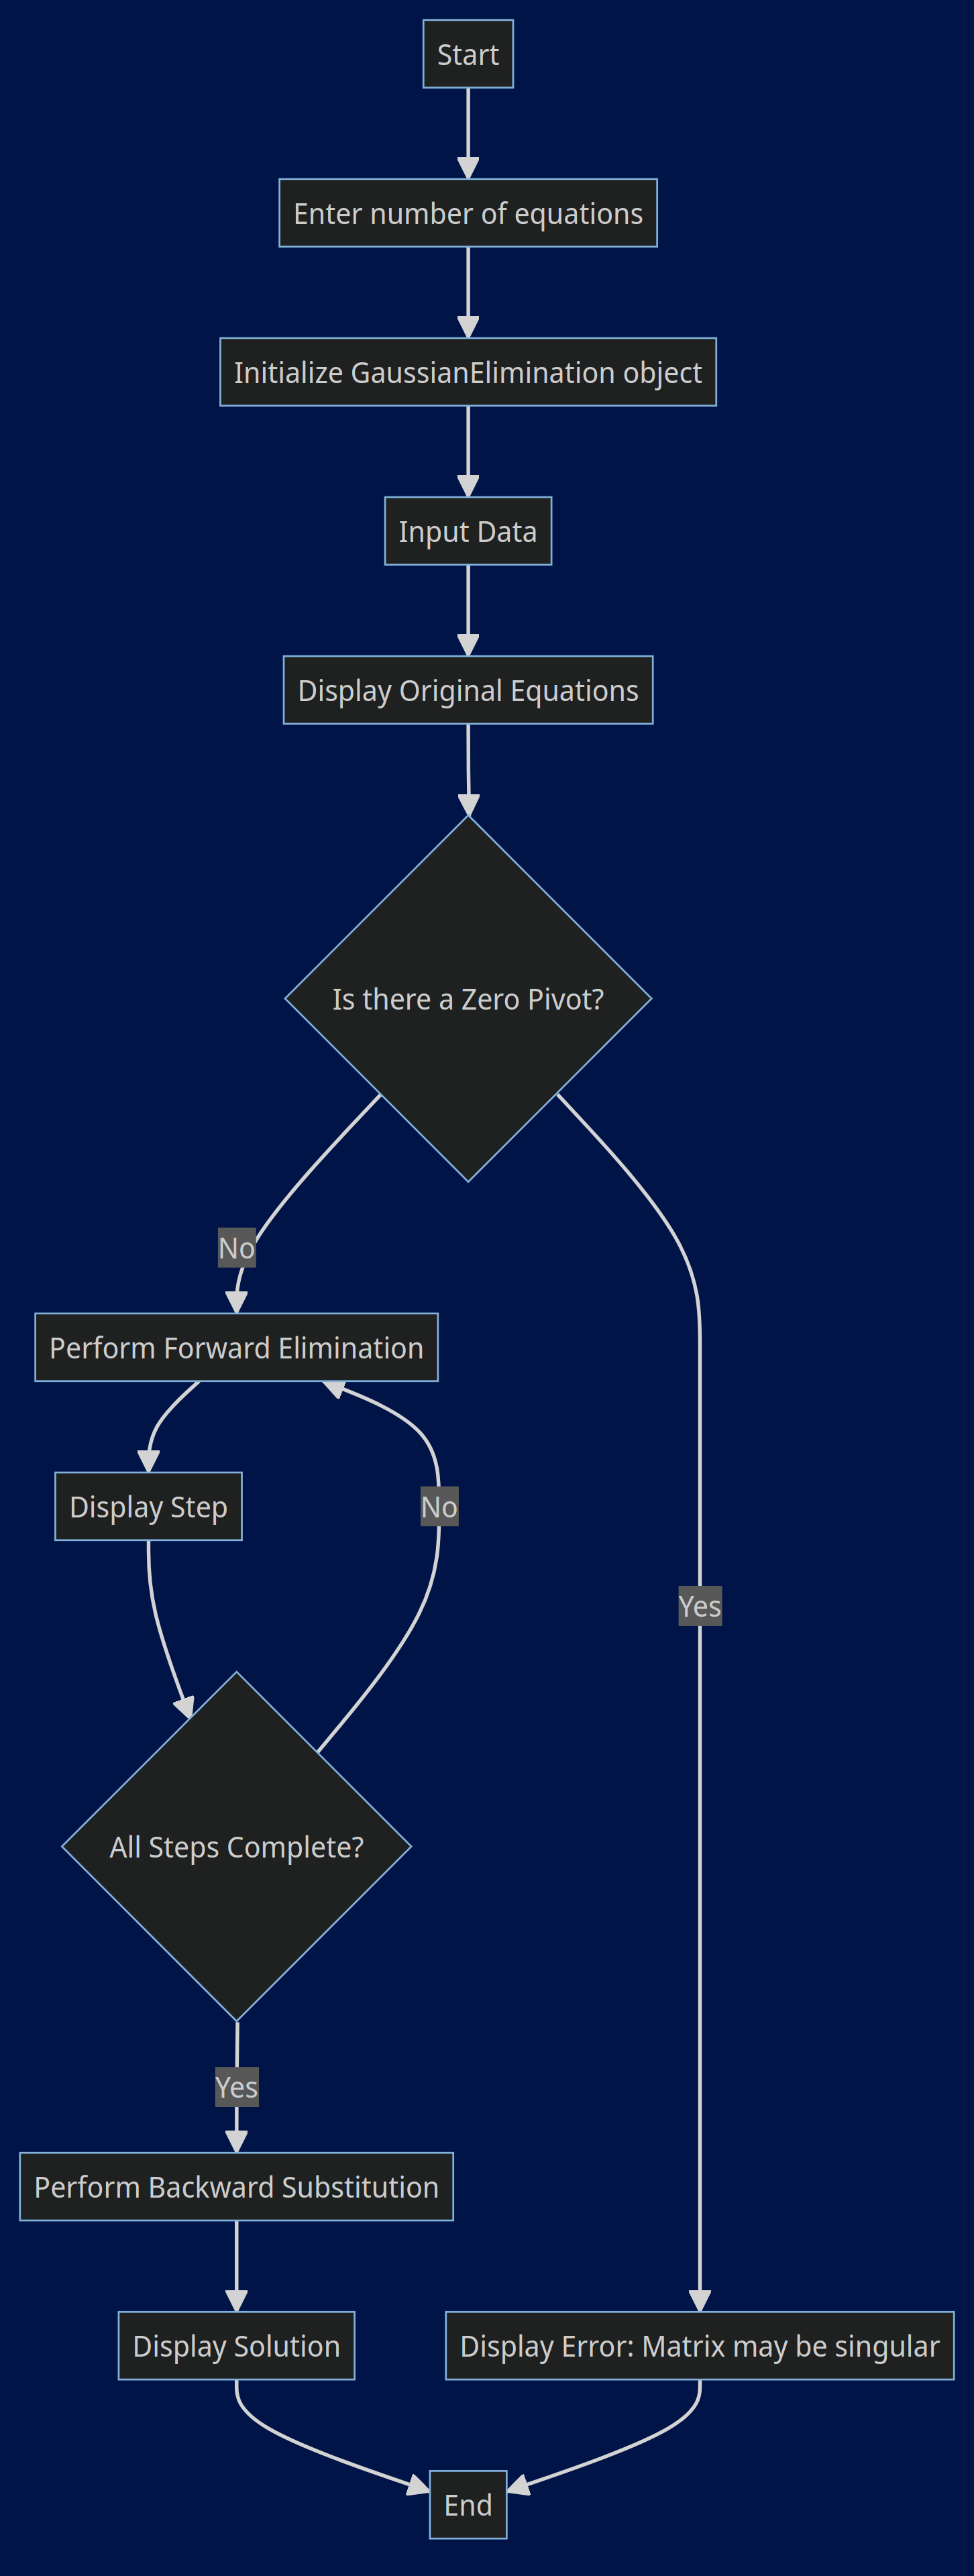 Start
Enter number of equations
Initialize GaussianElimination object
Input Data
Display Original Equations
Is there a Zero Pivot?
No
Perform Forward Elimination
Display Step
No
Yes
All Steps Complete?
Yes
Perform Backward Substitution
Display Solution
Display Error: Matrix may be singular
End